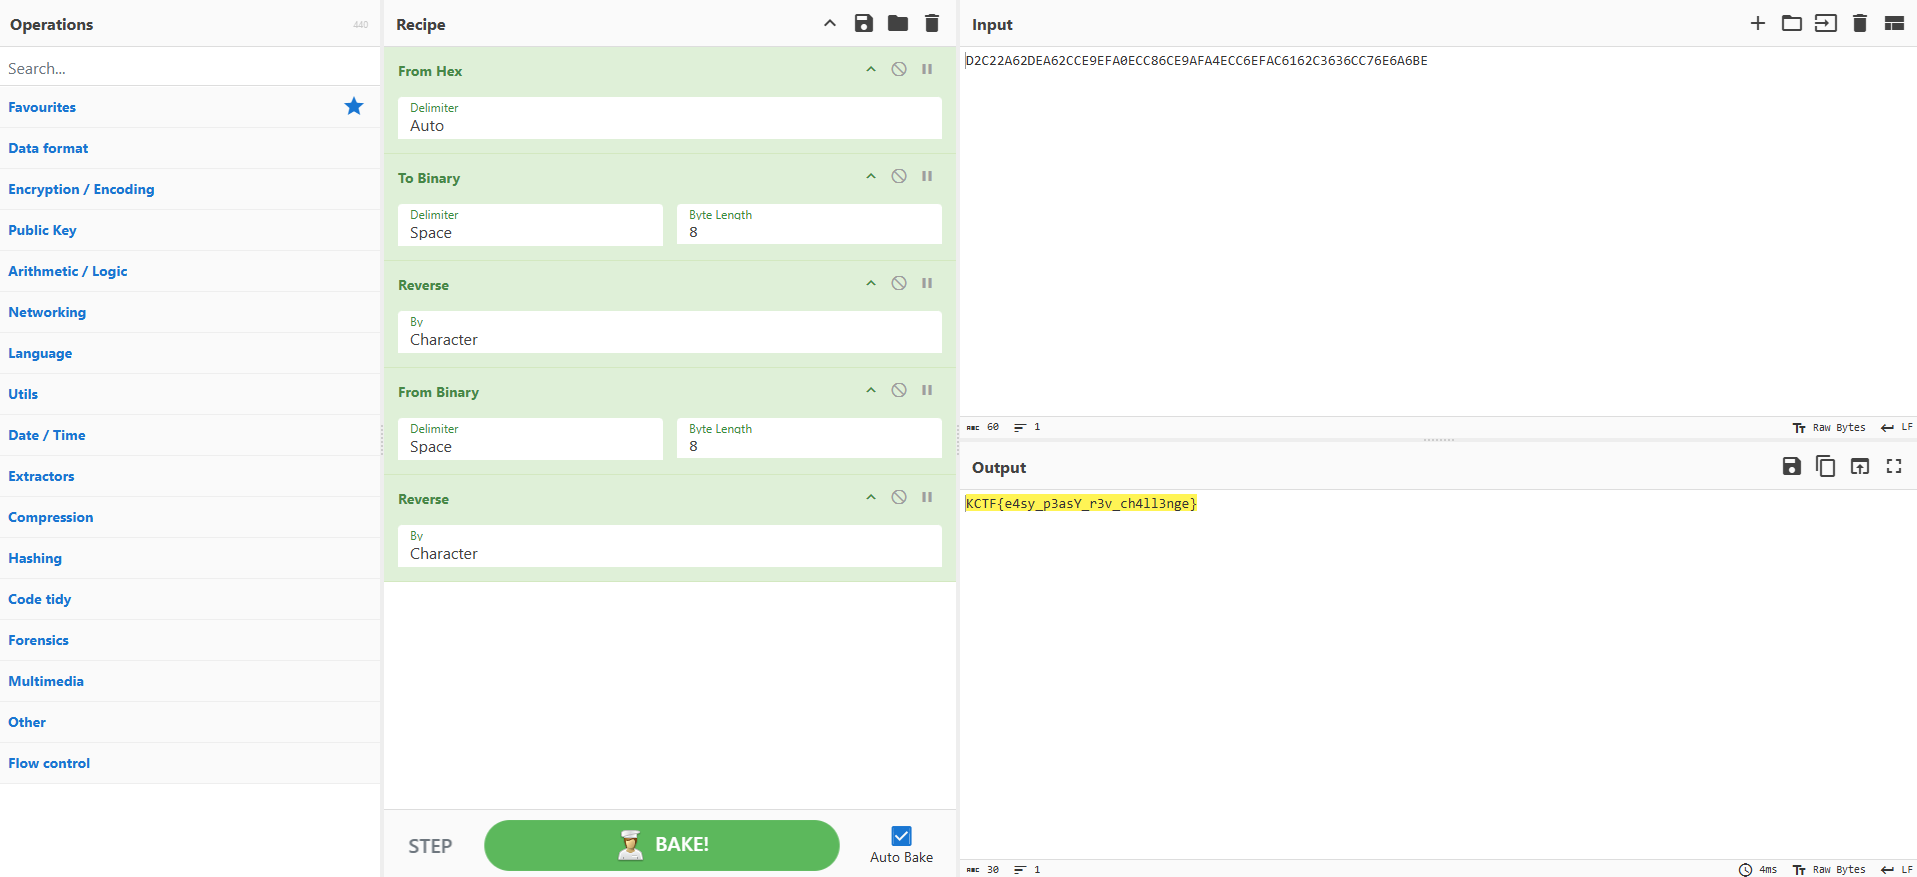 Operations
440
Search...
Favourites
Data format
Encryption / Encoding
Public Key
Arithmetic / Logic
Networking
Language
Utils
Date / Time
Extractors
Compression
Hashing
Code tidy
Forensics
Multimedia
Other
Flow control
Recipe
From Hex
Delimiter
Auto
To Binary
Delimiter
Space
Byte Length
8
Reverse
By
Character
From Binary
Delimiter
Space
Byte Length
8
Reverse
By
Character
STEP
BAKE!
Auto Bake
Input
D2C22A62DEA62CCE9EFA0ECC86CE9AFA4ECC6EFAC6162C3636CC76E6A6BE
ABC 60 1
Raw Bytes LF
Output
KCTF{e4sy_p3asY_r3v_ch4ll3nge}
ABC 30 1
4ms Raw Bytes LF